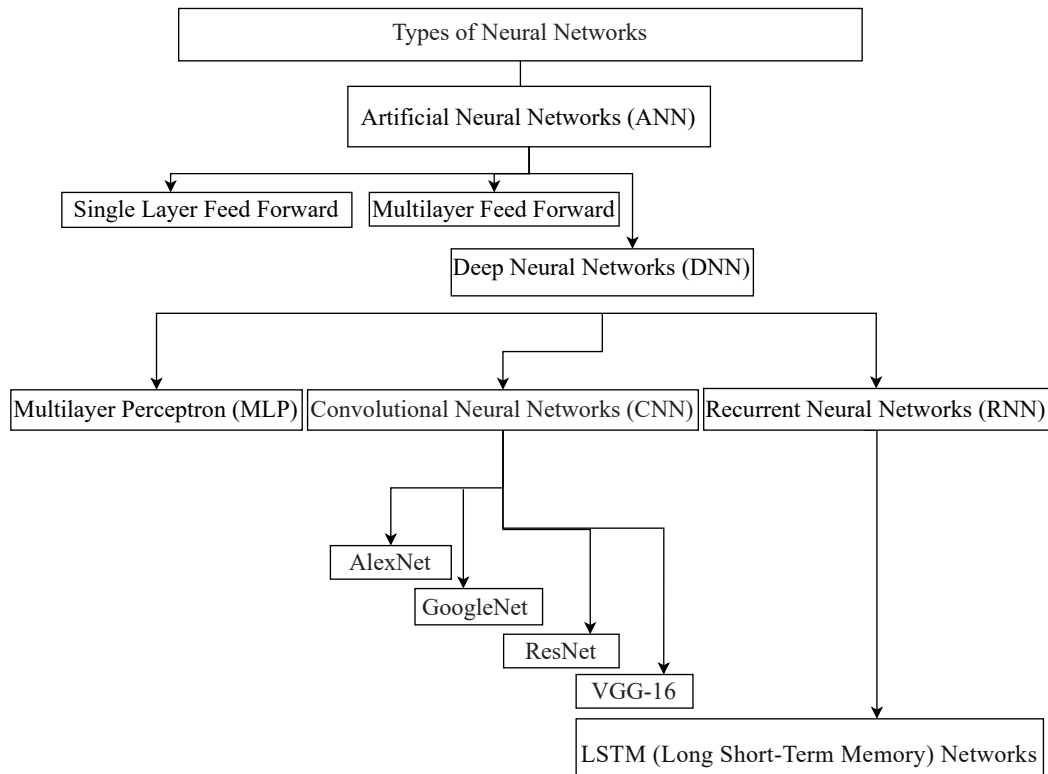 Types of Neural Networks
Artificial Neural Networks (ANN)
Single Layer Feed Forward
Multilayer Feed Forward
Deep Neural Networks (DNN)
Multilayer Perceptron (MLP)
Convolutional Neural Networks (CNN)
Recurrent Neural Networks (RNN)
AlexNet
GoogleNet
ResNet
VGG-16
LSTM (Long Short-Term Memory) Networks